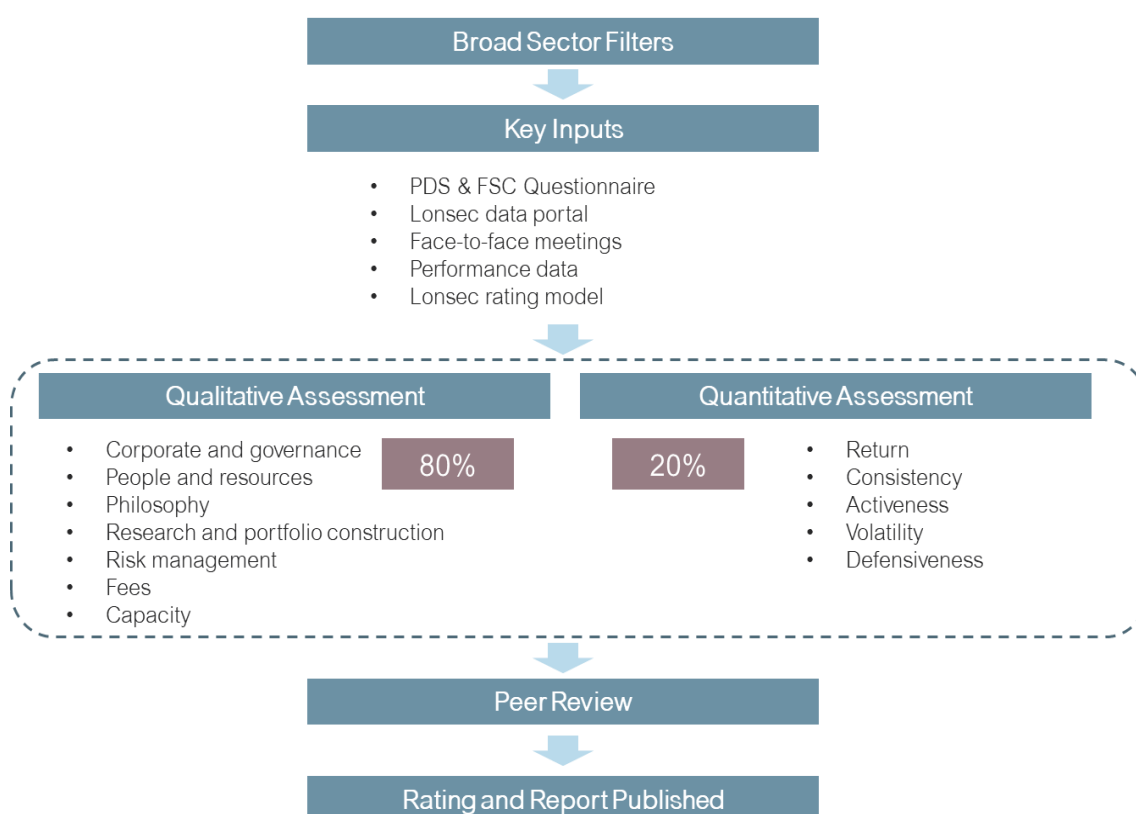 Broad Sector Filters
Key Inputs
• PDS & FSC Questionnaire
• Lonsec data portal
• Face-to-face meetings
• Performance data
• Lonsec rating model
Qualitative Assessment
• Corporate and governance
• People and resources
• Philosophy
• Research and portfolio construction
• Risk management
• Fees
• Capacity
80%
Quantitative Assessment
20%
• Return
• Consistency
• Activeness
• Volatility
• Defensiveness
Peer Review
Rating and Report Published